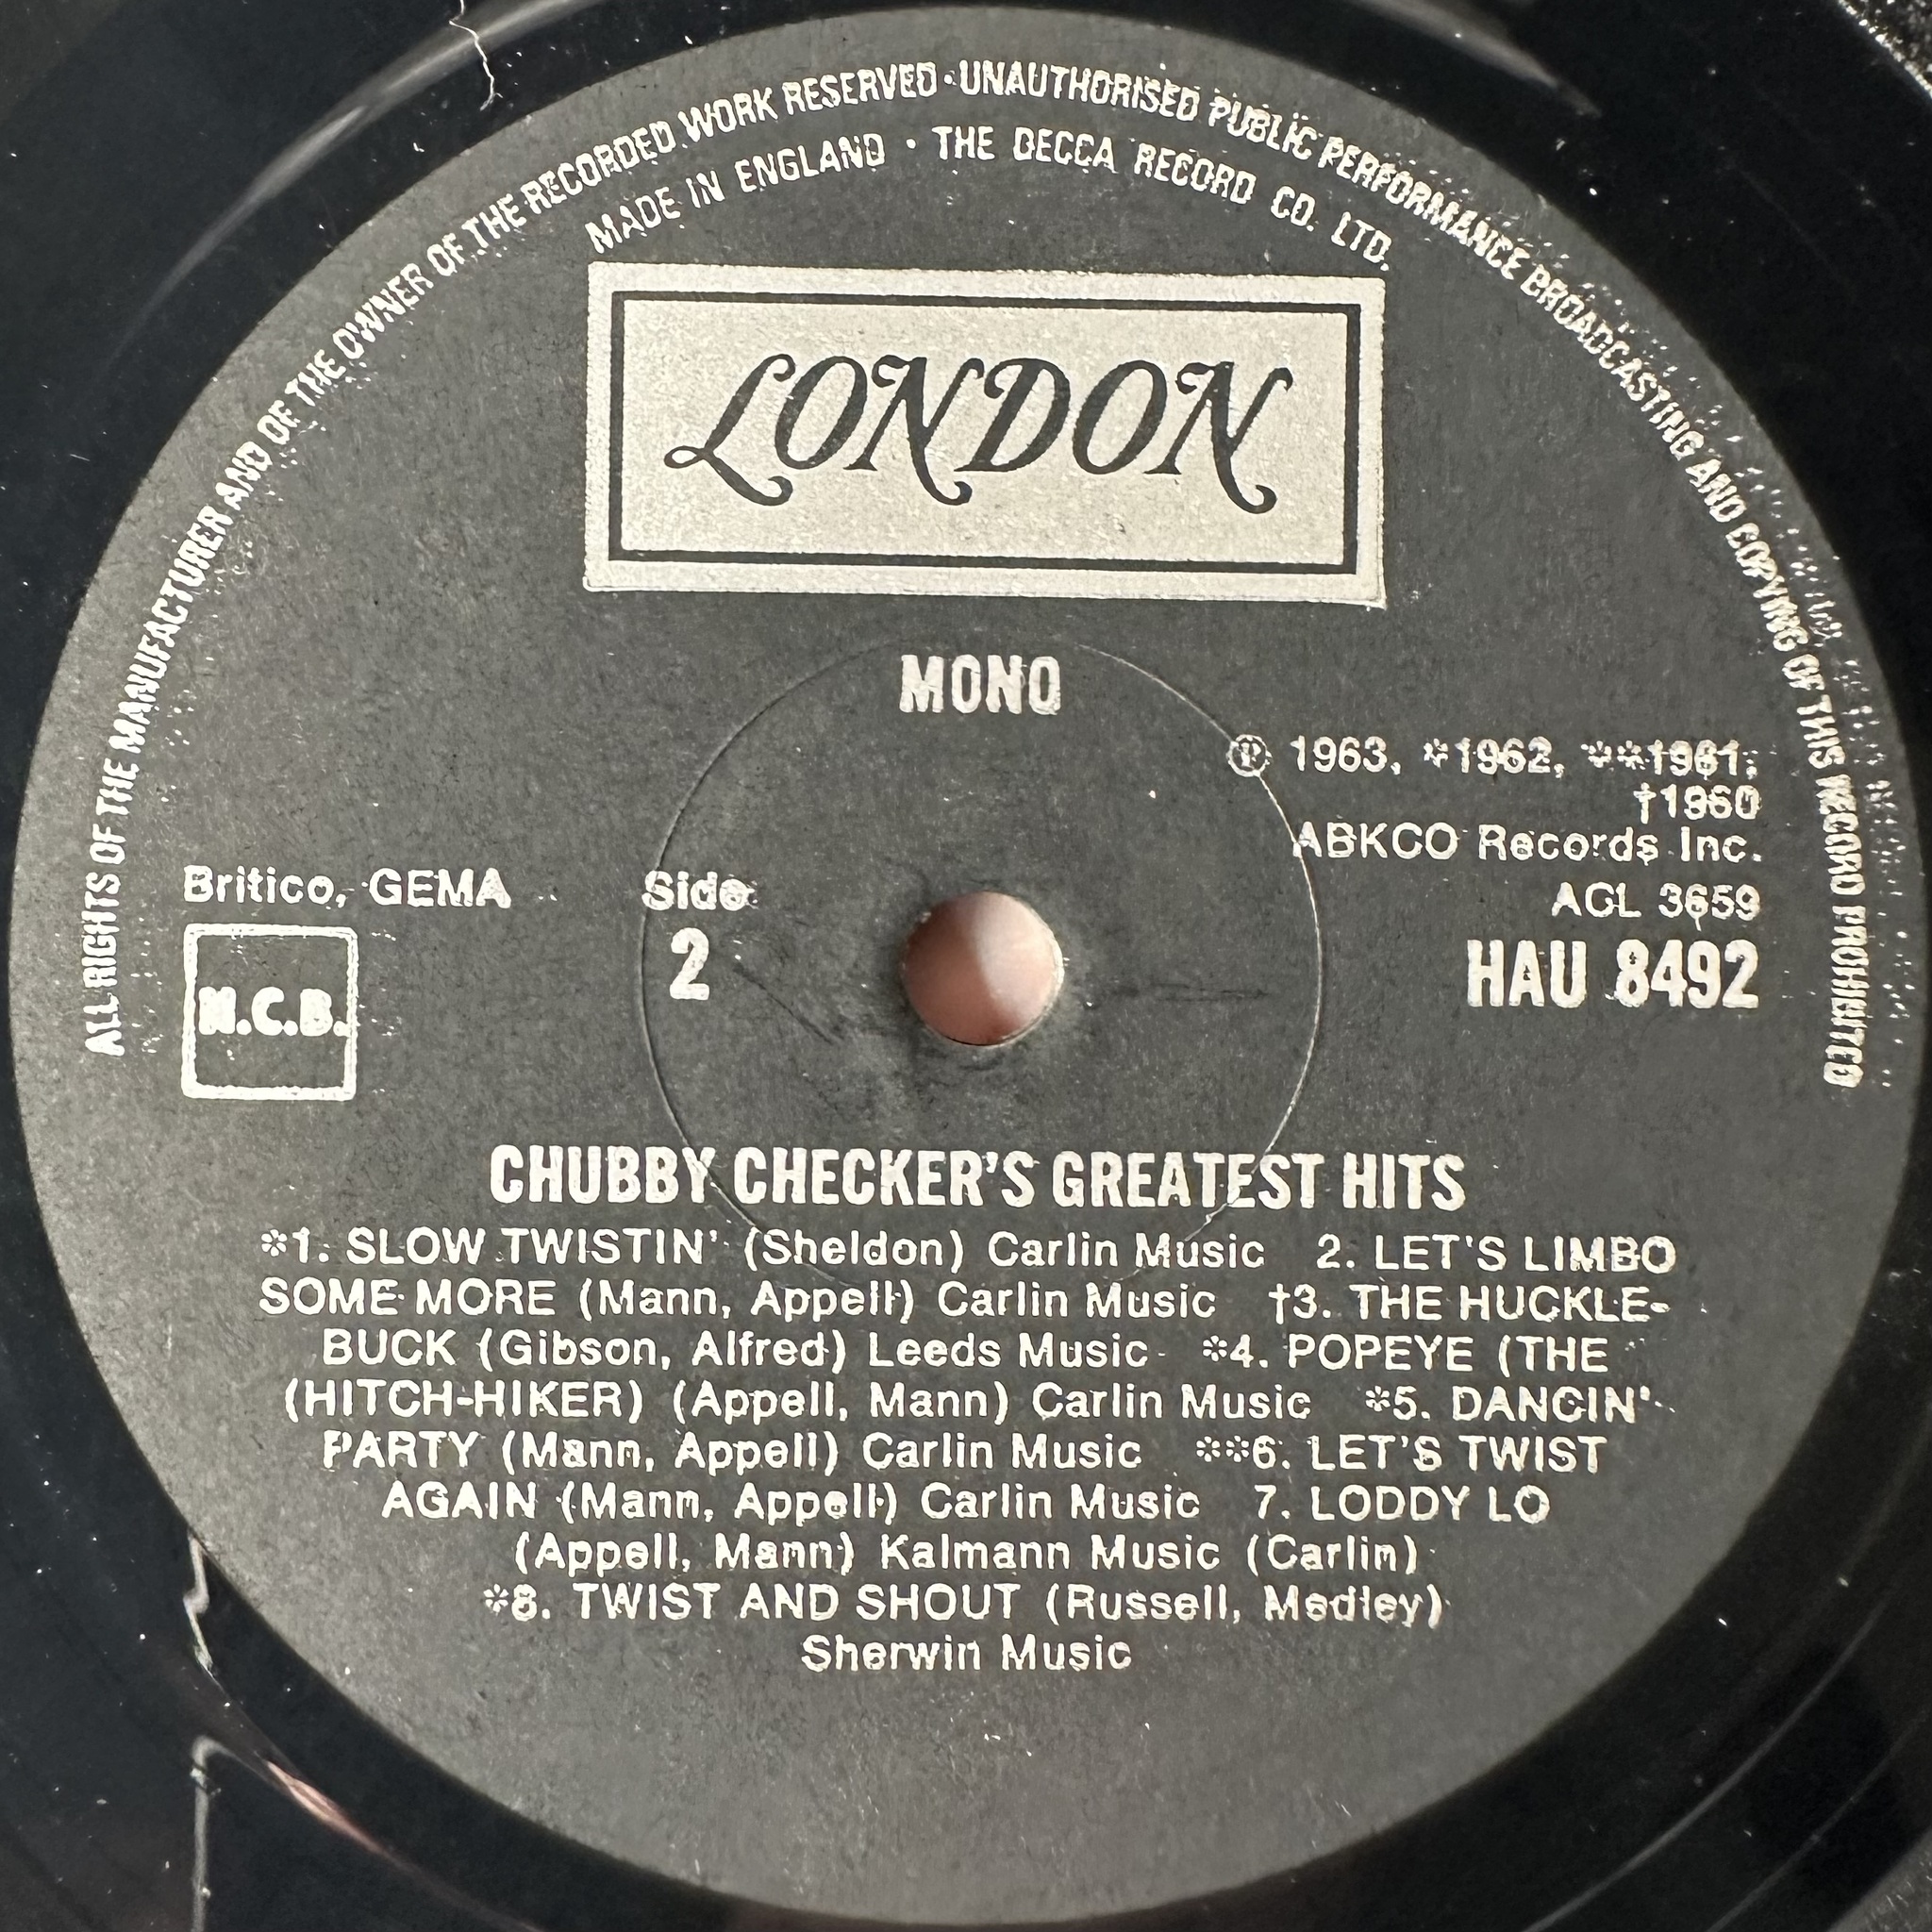 ALL RIGHTS OF THE MANUFACTURER AND OF THE OWNER OF THE RECORDED WORK RESERVED · UNAUTHORISED PUBLIC PERFORMANCE BROADCASTING AND COPYING OF THIS RECORD PROHIBITED
MADE IN ENGLAND · THE DECCA RECORD CO. LTD.
LONDON
MONO
℗ 1963, *1962, **1961,
†1960
ABKCO Records Inc.
Britico, GEMA
Side
ACL 3659
N.C.B.
2
HAU 8492
CHUBBY CHECKER'S GREATEST HITS
*1. SLOW TWISTIN' (Sheldon) Carlin Music 2. LET'S LIMBO
SOME MORE (Mann, Appell) Carlin Music †3. THE HUCKLE-
BUCK (Gibson, Alfred) Leeds Music *4. POPEYE (THE
(HITCH-HIKER) (Appell, Mann) Carlin Music *5. DANCIN'
PARTY (Mann, Appell) Carlin Music **6. LET'S TWIST
AGAIN (Mann, Appell) Carlin Music 7. LODDY LO
(Appell, Mann) Kalmann Music (Carlin)
*8. TWIST AND SHOUT (Russell, Medley)
Sherwin Music